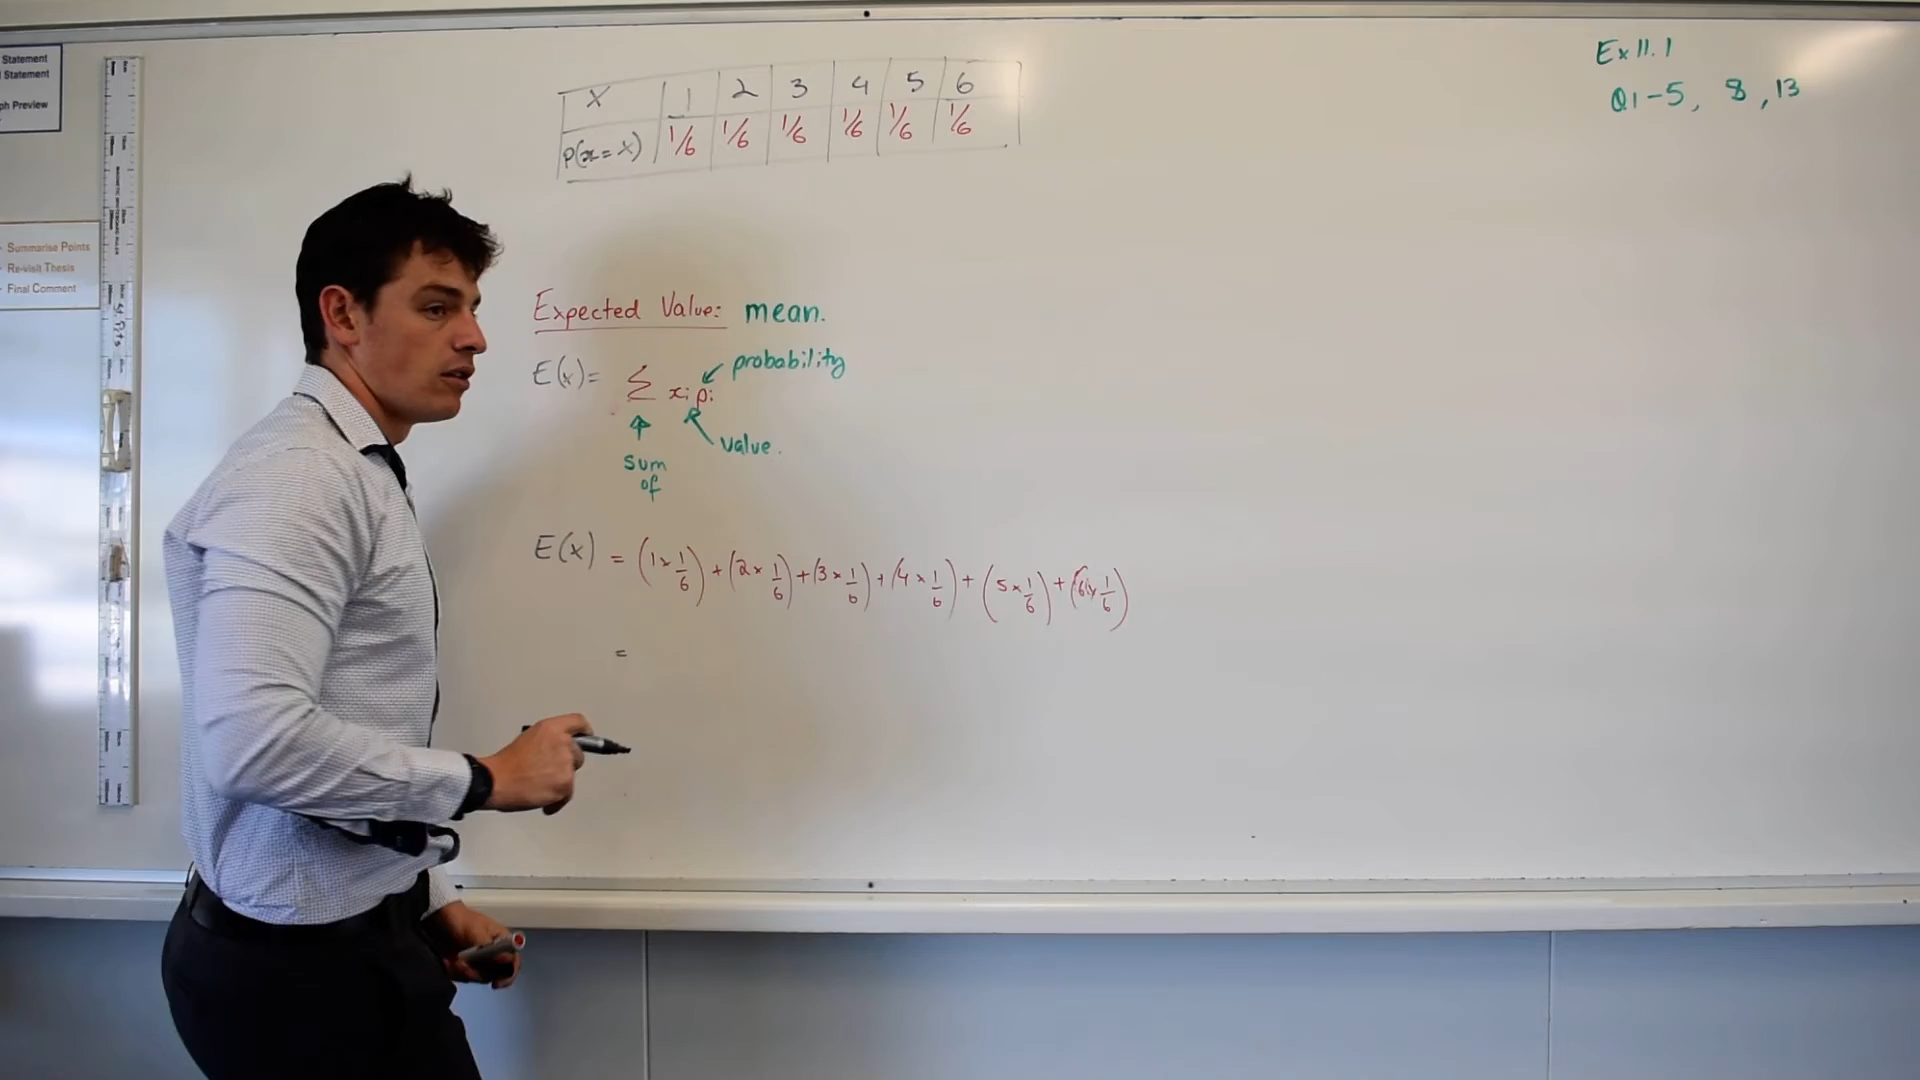 Statement
Statement
ph Preview
Summarise Points
Re-visit Thesis
Final Comment
Ex 11.1
Q1-5, 8, 13
X 1 2 3 4 5 6
P(x=X) 1/6 1/6 1/6 1/6 1/6 1/6
Expected Value: mean.
E(x)= Σ xi pi
probability
value.
sum
of
E(x) = (1×1/6)+(2×1/6)+(3×1/6)+(4×1/6)+(5×1/6)+(6×1/6)
=